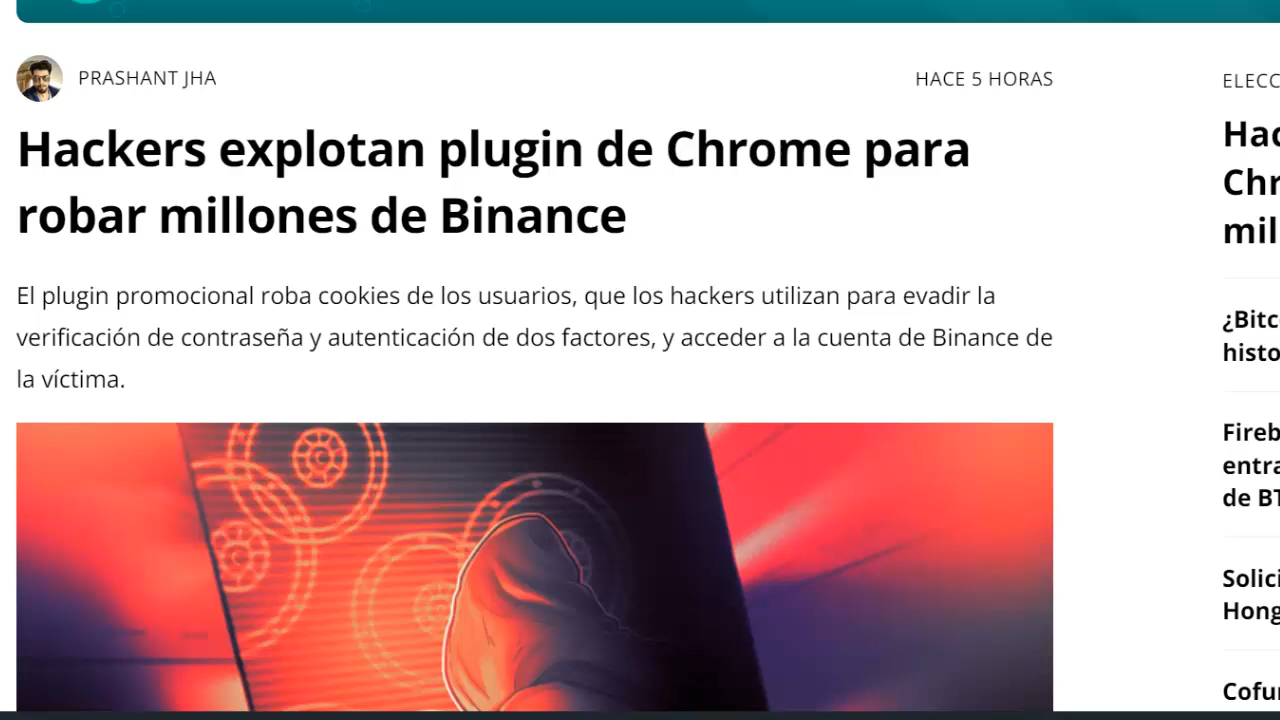 PRASHANT JHA
HACE 5 HORAS
Hackers explotan plugin de Chrome para
robar millones de Binance
El plugin promocional roba cookies de los usuarios, que los hackers utilizan para evadir la
verificación de contraseña y autenticación de dos factores, y acceder a la cuenta de Binance de
la víctima.
ELECC
Hac
Chr
mil
¿Bitc
histo
Fireb
entra
de BT
Solici
Hong
Cofu